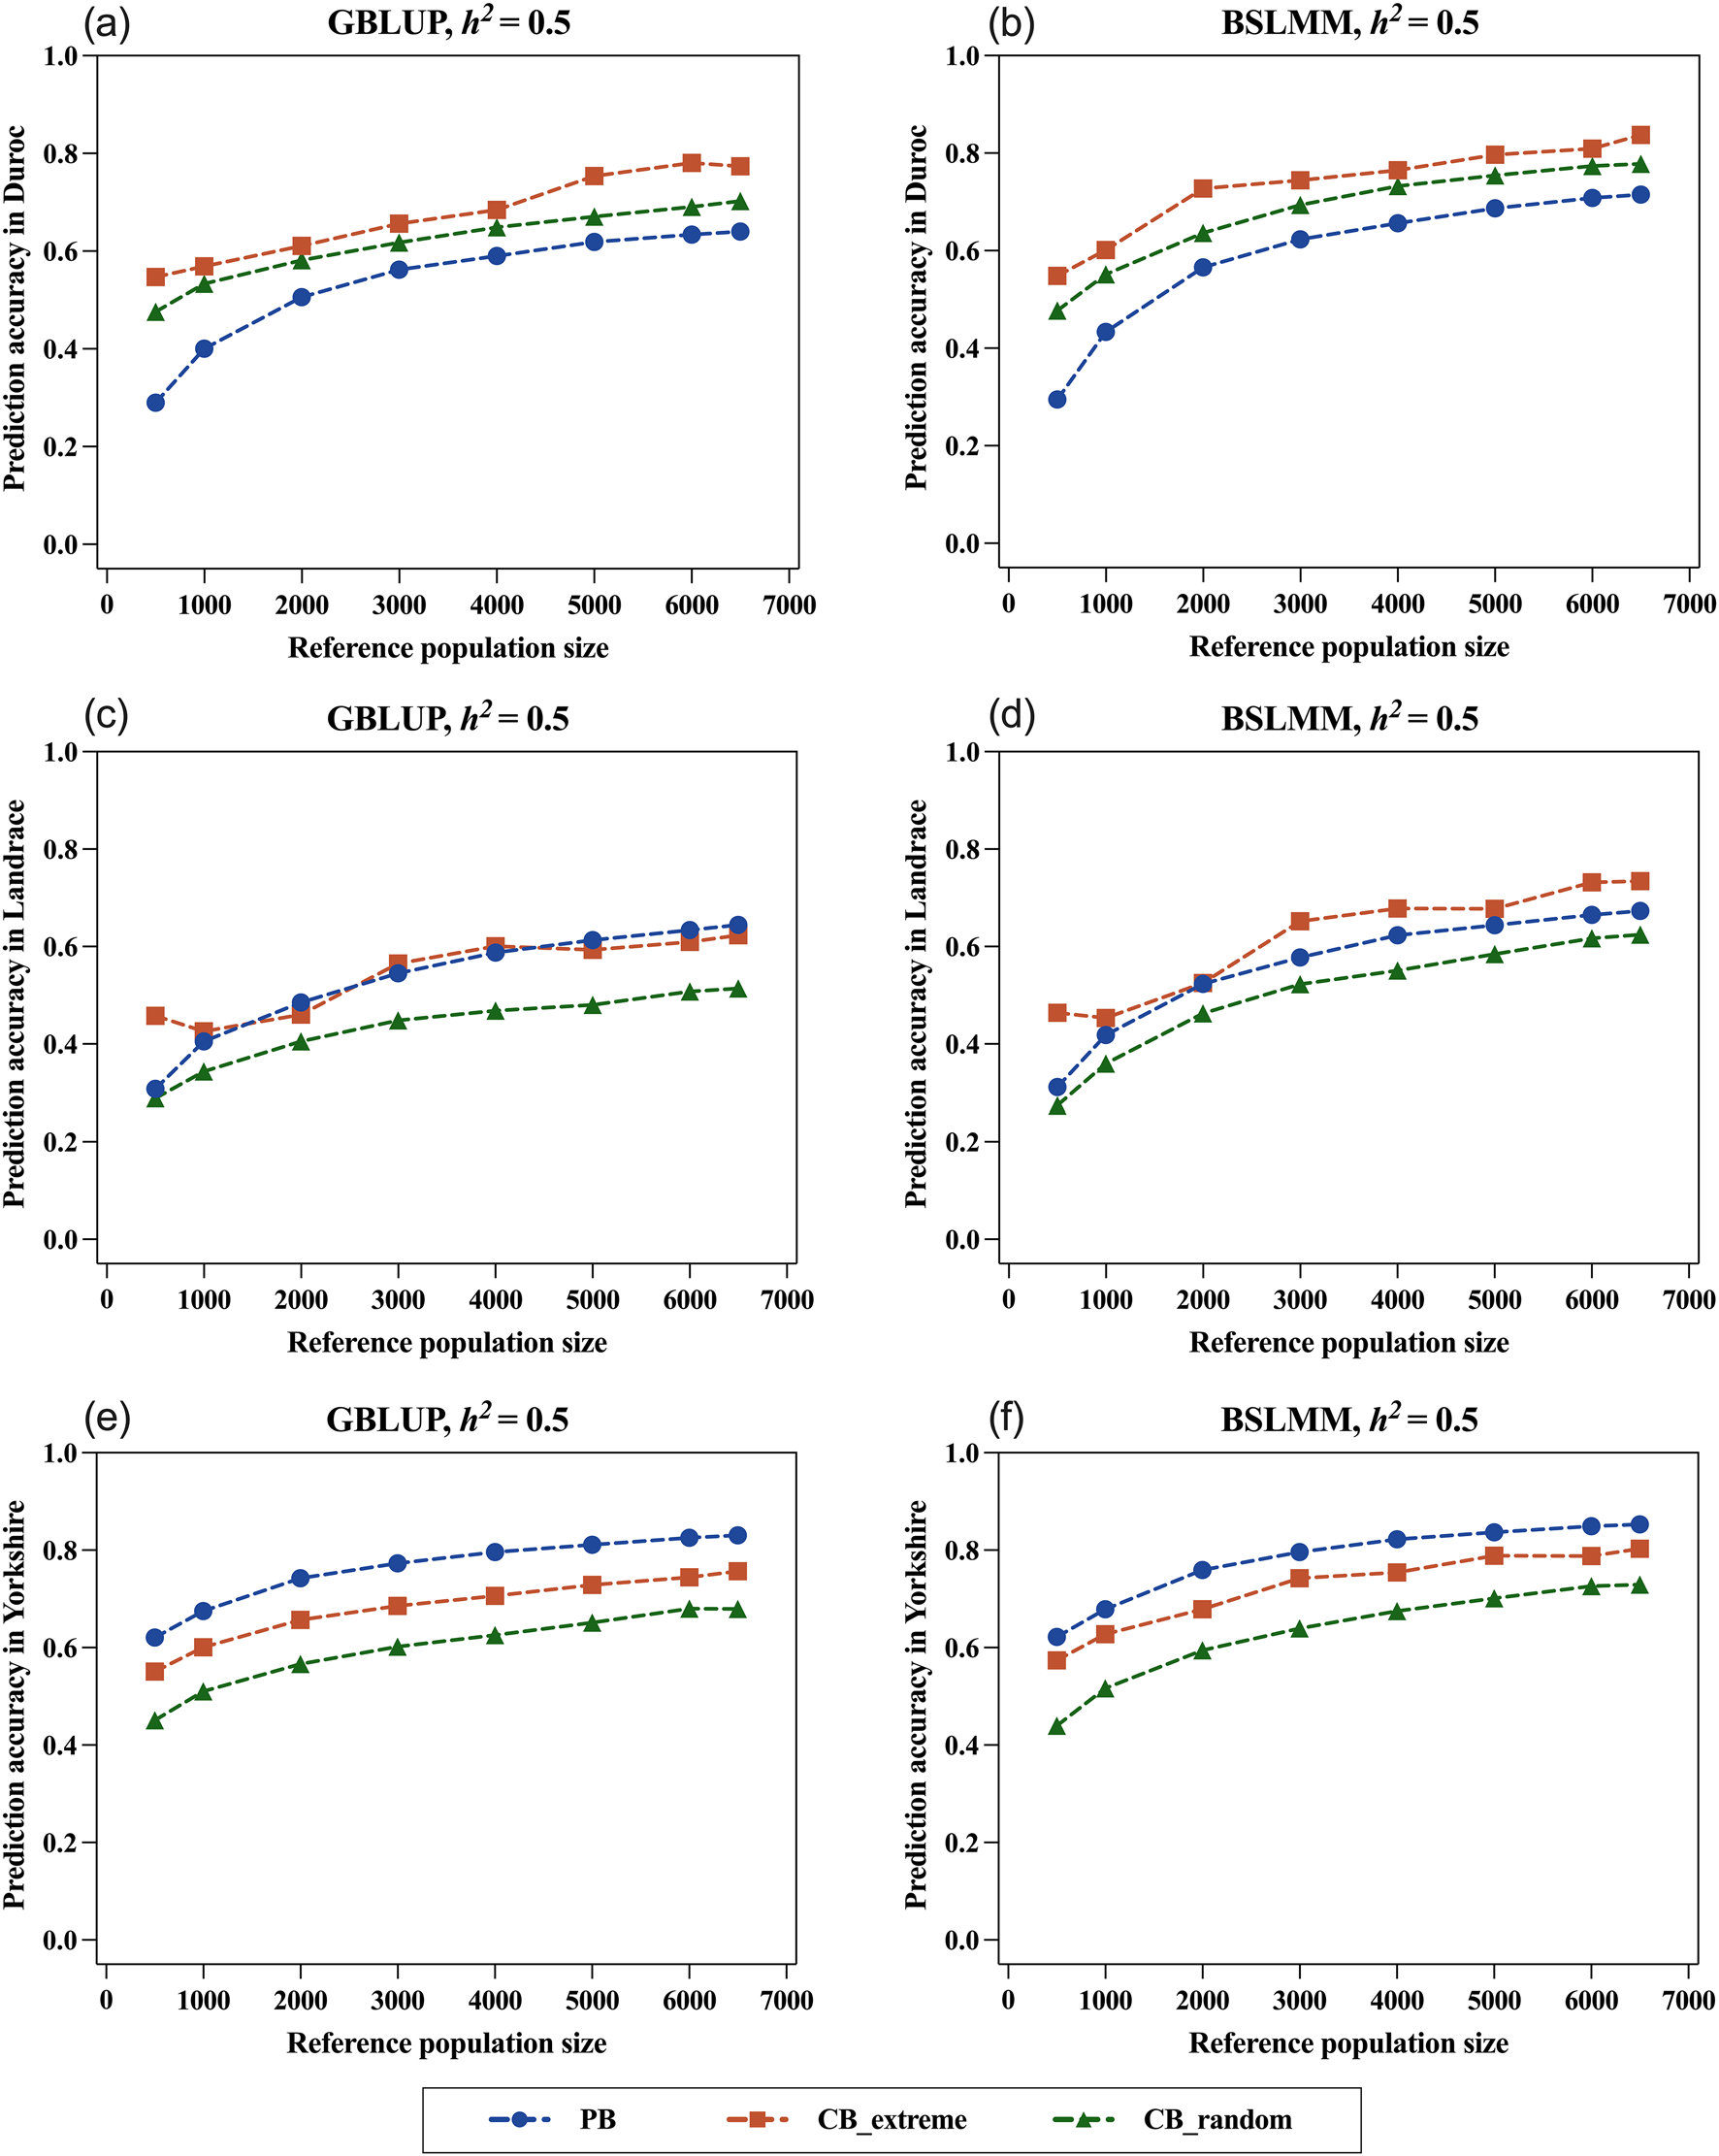 (a) GBLUP, h² = 0.5
Prediction accuracy in Duroc
1.0
0.8
0.6
0.4
0.2
0.0
0 1000 2000 3000 4000 5000 6000 7000
Reference population size
(b) BSLMM, h² = 0.5
Prediction accuracy in Duroc
1.0
0.8
0.6
0.4
0.2
0.0
0 1000 2000 3000 4000 5000 6000 7000
Reference population size
(c) GBLUP, h² = 0.5
Prediction accuracy in Landrace
1.0
0.8
0.6
0.4
0.2
0.0
0 1000 2000 3000 4000 5000 6000 7000
Reference population size
(d) BSLMM, h² = 0.5
Prediction accuracy in Landrace
1.0
0.8
0.6
0.4
0.2
0.0
0 1000 2000 3000 4000 5000 6000 7000
Reference population size
(e) GBLUP, h² = 0.5
Prediction accuracy in Yorkshire
1.0
0.8
0.6
0.4
0.2
0.0
0 1000 2000 3000 4000 5000 6000 7000
Reference population size
(f) BSLMM, h² = 0.5
Prediction accuracy in Yorkshire
1.0
0.8
0.6
0.4
0.2
0.0
0 1000 2000 3000 4000 5000 6000 7000
Reference population size
PB CB_extreme CB_random